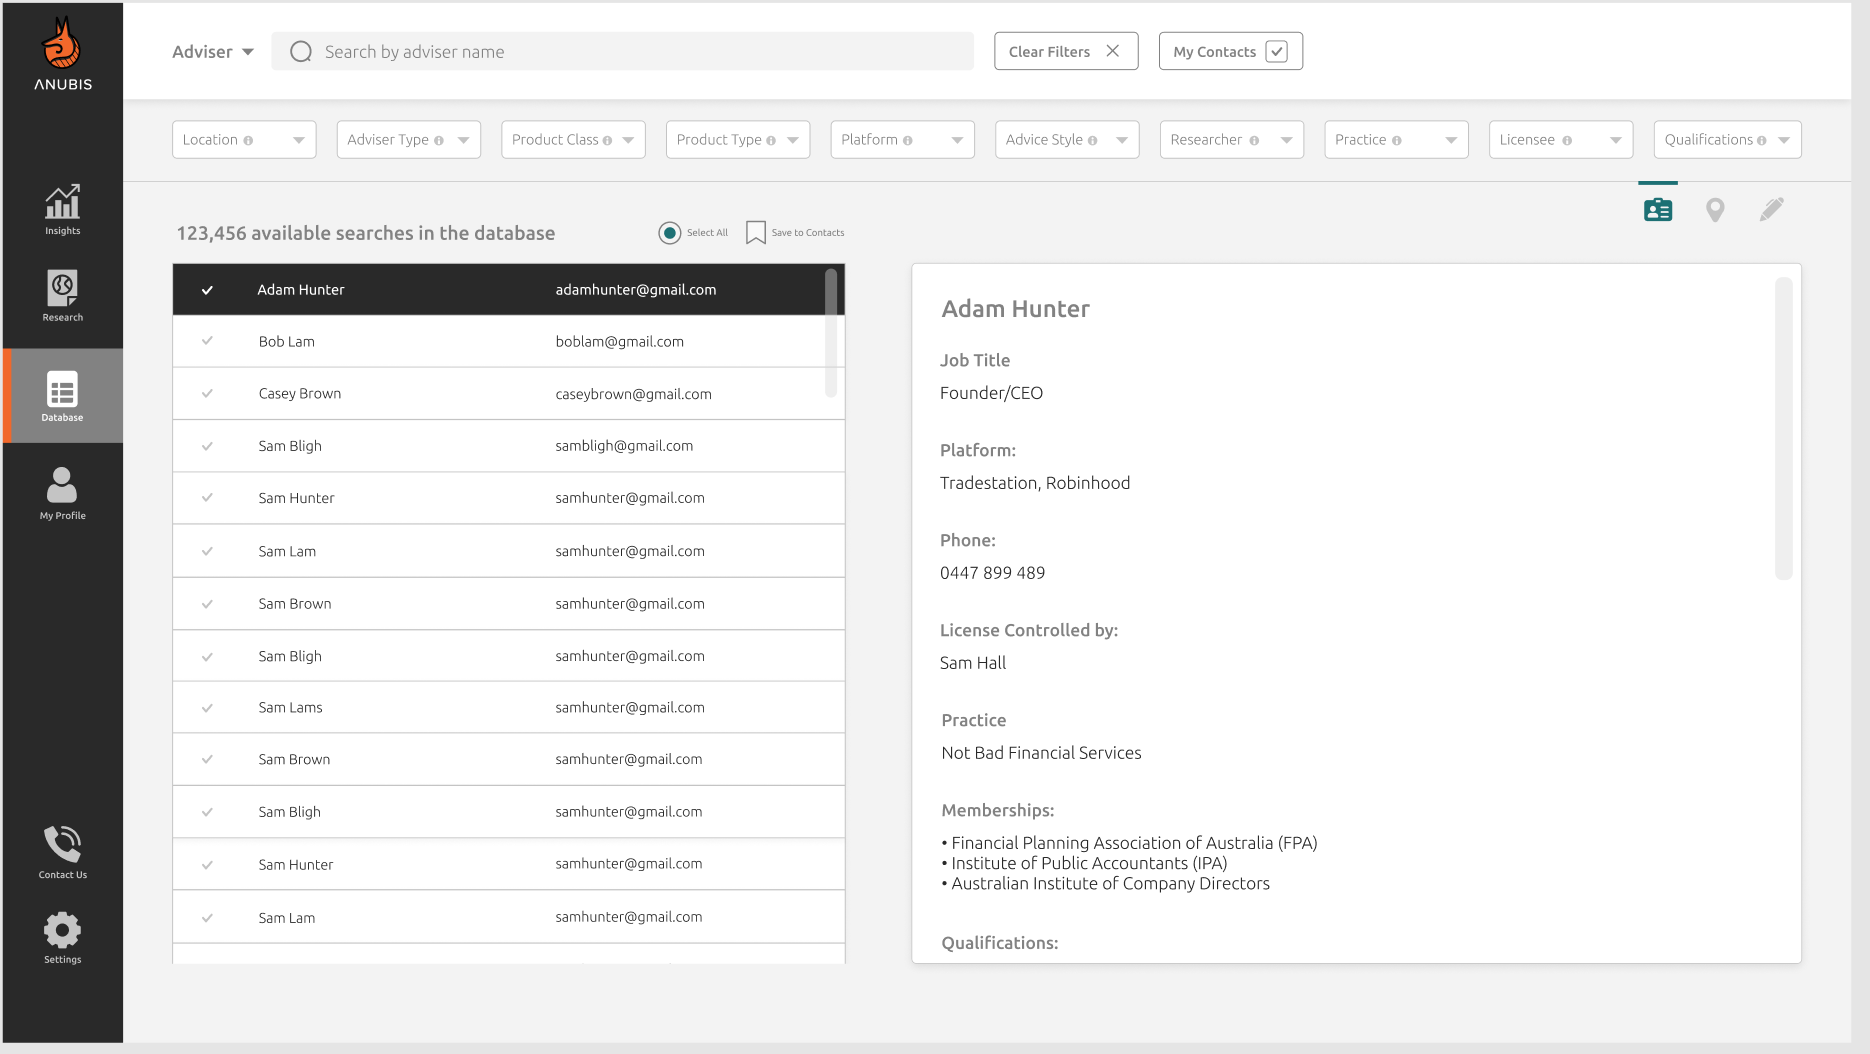 ANUBIS
Insights
Research
Database
My Profile
Contact Us
Settings
Adviser
Search by adviser name
Clear Filters
My Contacts
Location
Adviser Type
Product Class
Product Type
Platform
Advice Style
Researcher
Practice
Licensee
Qualifications
123,456 available searches in the database
Select All
Save to Contacts
Adam Hunter adamhunter@gmail.com
Bob Lam boblam@gmail.com
Casey Brown caseybrown@gmail.com
Sam Bligh sambligh@gmail.com
Sam Hunter samhunter@gmail.com
Sam Lam samhunter@gmail.com
Sam Brown samhunter@gmail.com
Sam Bligh samhunter@gmail.com
Sam Lams samhunter@gmail.com
Sam Brown samhunter@gmail.com
Sam Bligh samhunter@gmail.com
Sam Hunter samhunter@gmail.com
Sam Lam samhunter@gmail.com
Adam Hunter
Job Title
Founder/CEO
Platform:
Tradestation, Robinhood
Phone:
0447 899 489
License Controlled by:
Sam Hall
Practice
Not Bad Financial Services
Memberships:
• Financial Planning Association of Australia (FPA)
• Institute of Public Accountants (IPA)
• Australian Institute of Company Directors
Qualifications: